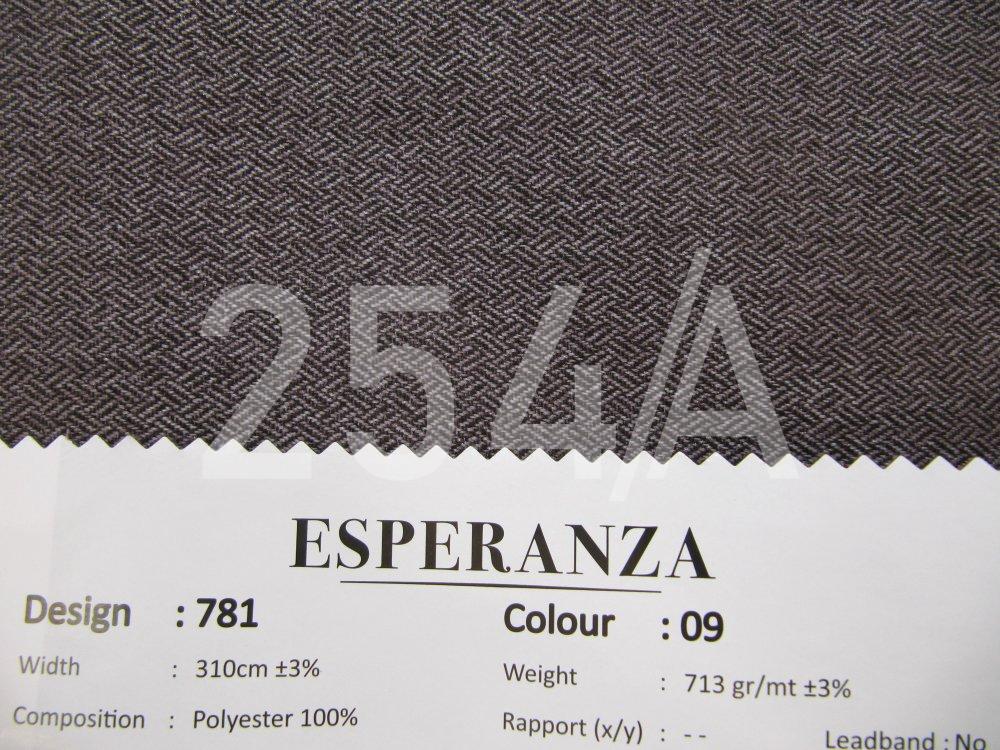 254/A
ESPERANZA
Design : 781 Colour : 09
Width : 310cm ±3% Weight : 713 gr/mt ±3%
Composition : Polyester 100% Rapport (x/y) : - - Leadband : No